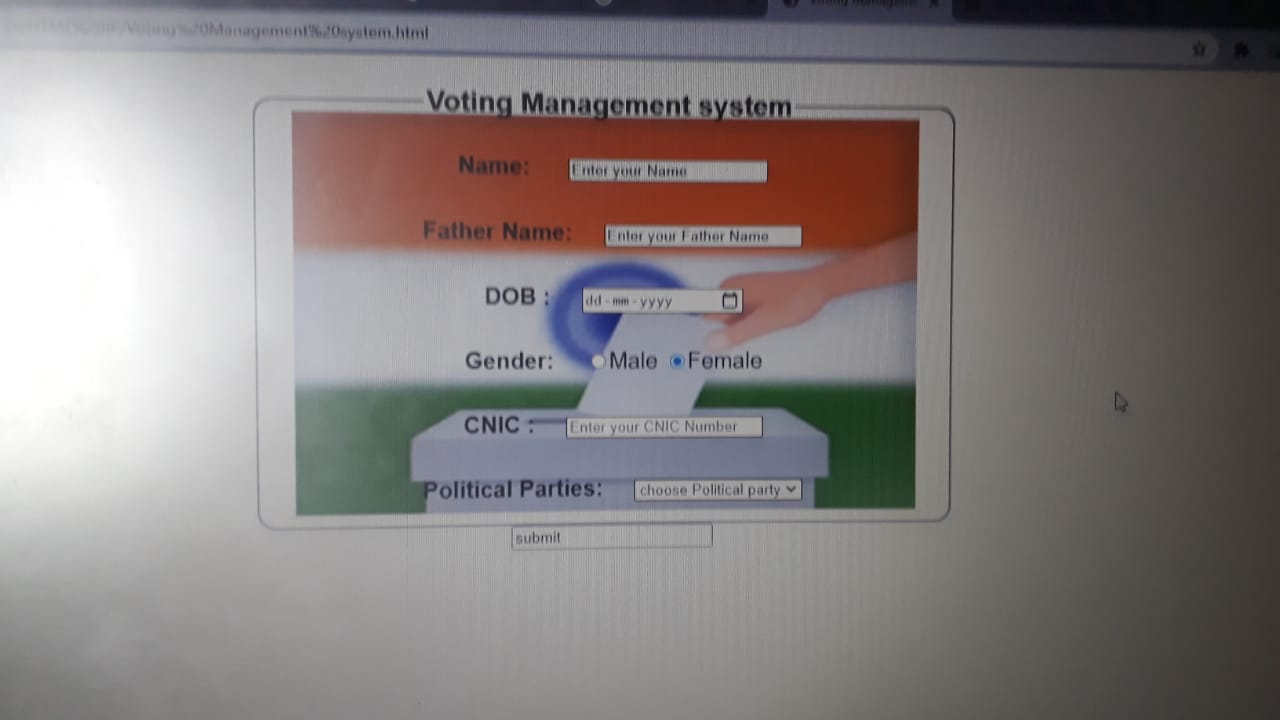 Voting%20Management%20system.html
Voting Management system
Name: Enter your Name
Father Name: Enter your Father Name
DOB : dd-mm-yyyy
Gender: Male Female
CNIC : Enter your CNIC Number
Political Parties: choose Political party
submit